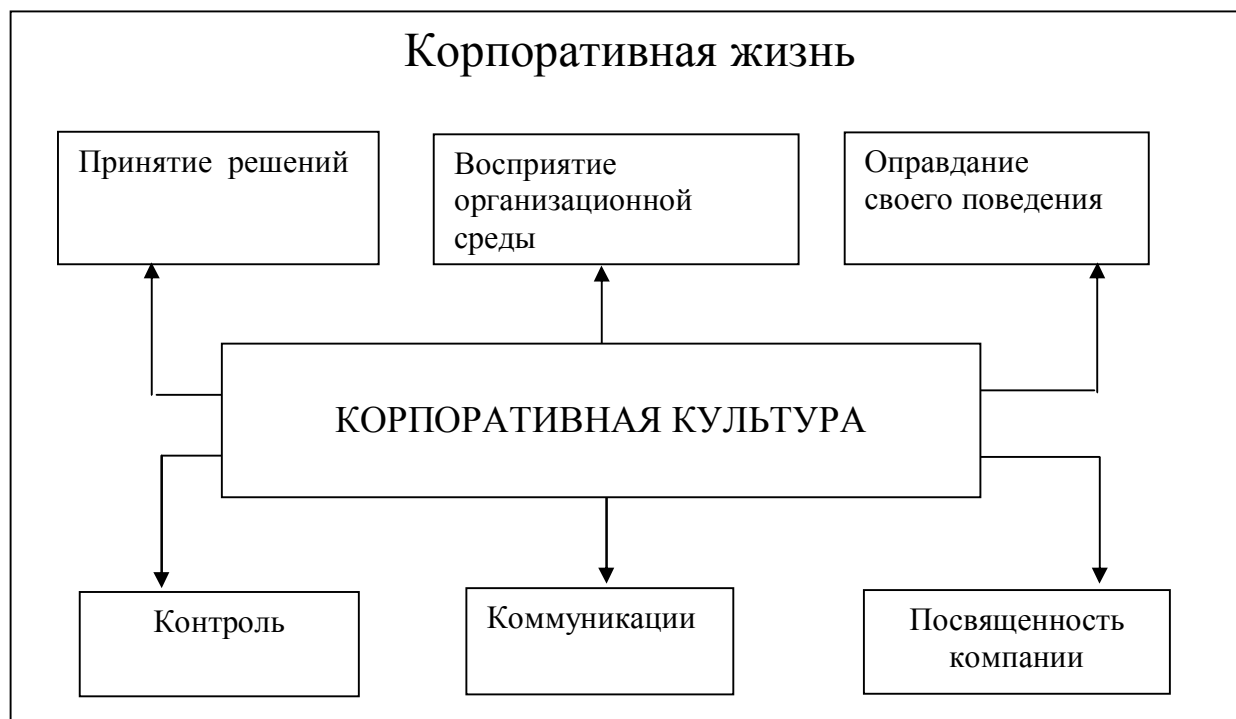 Корпоративная жизнь
Принятие решений
Восприятие
организационной
среды
Оправдание
своего поведения
КОРПОРАТИВНАЯ КУЛЬТУРА
Контроль
Коммуникации
Посвященность
компании